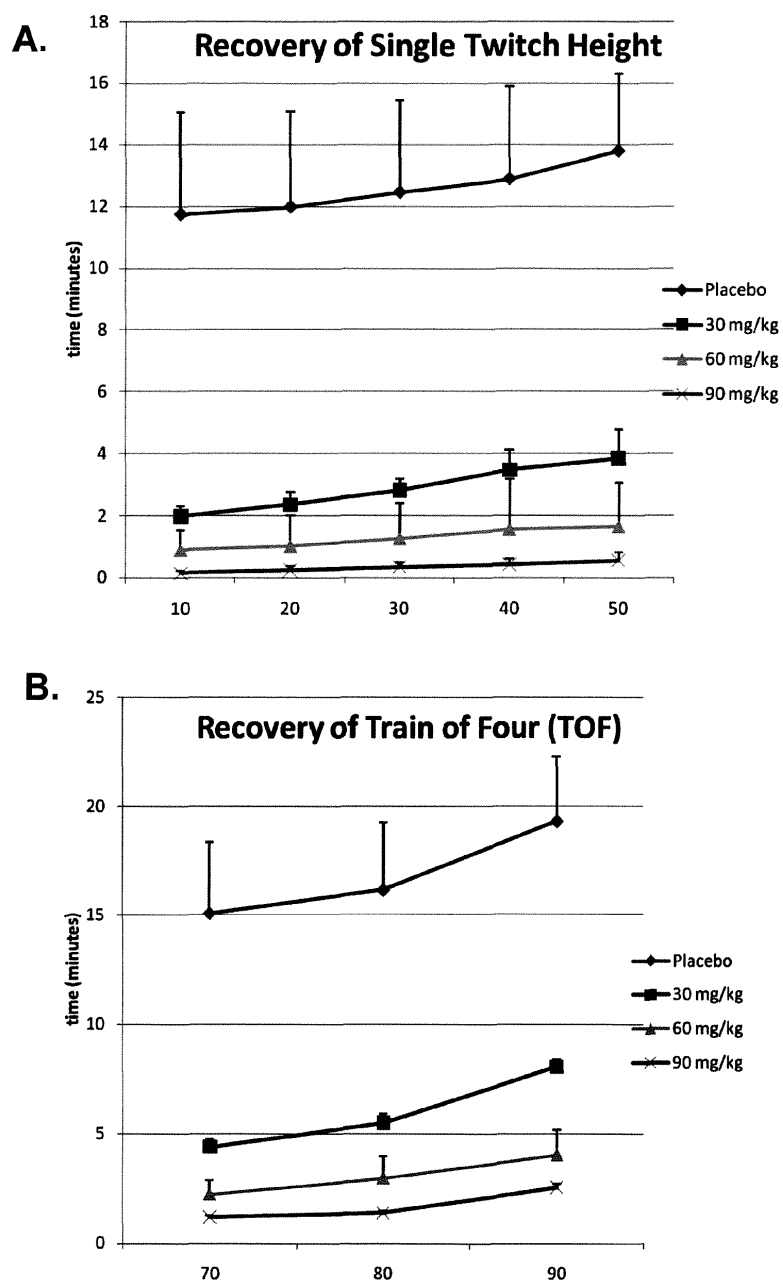 A.
Recovery of Single Twitch Height
18
16
14
12
10
8
6
4
2
0
time (minutes)
10 20 30 40 50
Placebo
30 mg/kg
60 mg/kg
90 mg/kg
B.
Recovery of Train of Four (TOF)
25
20
15
10
5
0
time (minutes)
70 80 90
Placebo
30 mg/kg
60 mg/kg
90 mg/kg